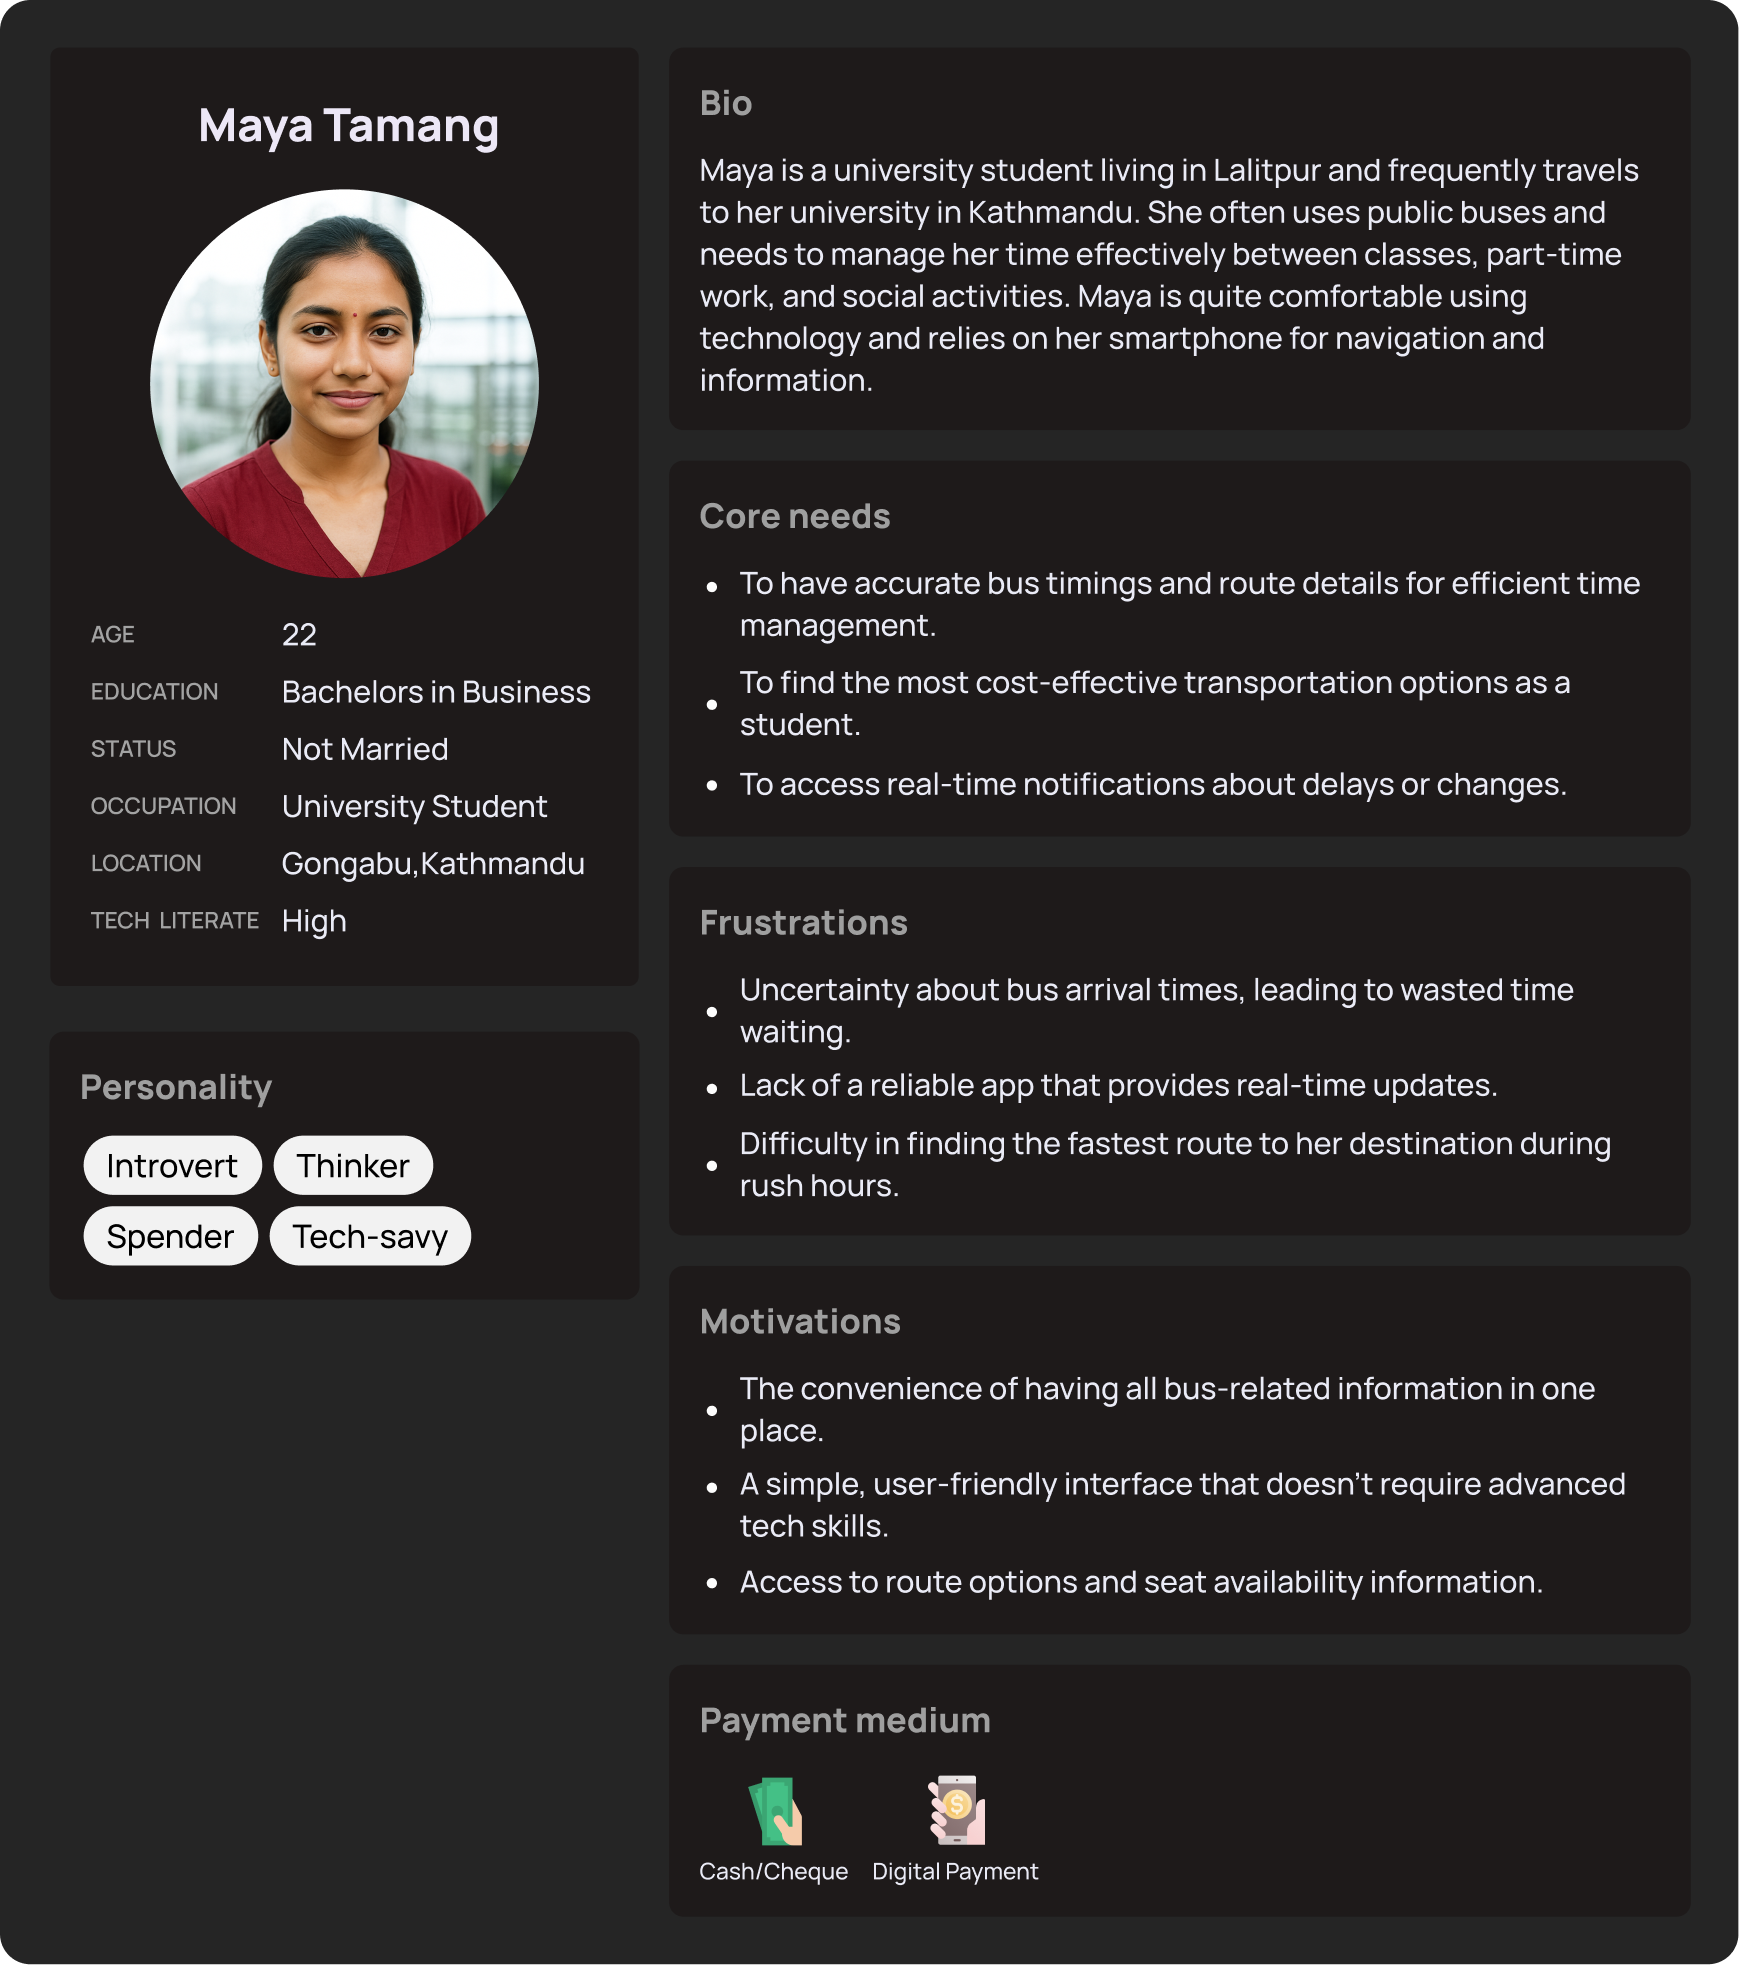 Maya Tamang
AGE 22
EDUCATION Bachelors in Business
STATUS Not Married
OCCUPATION University Student
LOCATION Gongabu,Kathmandu
TECH LITERATE High
Personality
Introvert Thinker
Spender Tech-savy
Bio
Maya is a university student living in Lalitpur and frequently travels
to her university in Kathmandu. She often uses public buses and
needs to manage her time effectively between classes, part-time
work, and social activities. Maya is quite comfortable using
technology and relies on her smartphone for navigation and
information.
Core needs
• To have accurate bus timings and route details for efficient time
management.
• To find the most cost-effective transportation options as a
student.
• To access real-time notifications about delays or changes.
Frustrations
• Uncertainty about bus arrival times, leading to wasted time
waiting.
• Lack of a reliable app that provides real-time updates.
• Difficulty in finding the fastest route to her destination during
rush hours.
Motivations
• The convenience of having all bus-related information in one
place.
• A simple, user-friendly interface that doesn't require advanced
tech skills.
• Access to route options and seat availability information.
Payment medium
$
Cash/Cheque Digital Payment